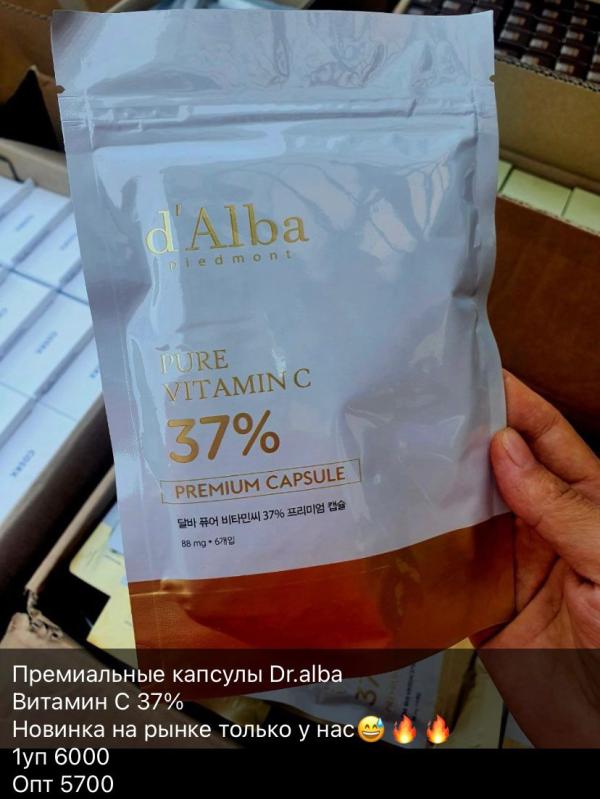 d'Alba
piedmont
PURE
VITAMIN C
37%
PREMIUM CAPSULE
달바 퓨어 비타민씨 37% 프리미엄 캡슐
88 mg * 6개입
COSRX
Премиальные капсулы Dr.alba
Витамин С 37%
Новинка на рынке только у нас😅🔥🔥
1уп 6000
Опт 5700